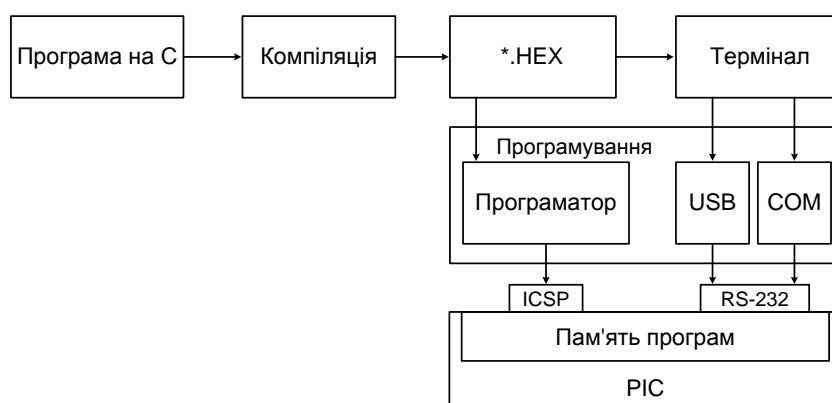 Програма на С
Компіляція
*.HEX
Термінал
Програмування
Програматор
USB
COM
ICSP
RS-232
Пам'ять програм
PIC